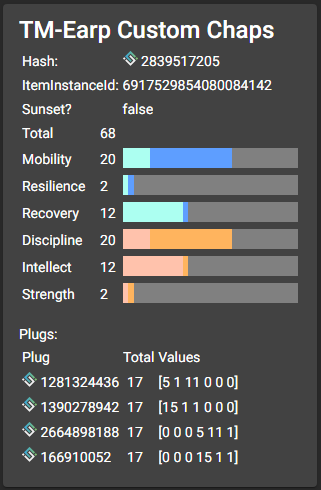 TM-Earp Custom Chaps
Hash: 2839517205
ItemInstanceId: 6917529854080084142
Sunset? false
Total 68
Mobility 20
Resilience 2
Recovery 12
Discipline 20
Intellect 12
Strength 2
Plugs:
Plug Total Values
1281324436 17 [5 1 11 0 0 0]
1390278942 17 [15 1 1 0 0 0]
2664898188 17 [0 0 0 5 11 1]
166910052 17 [0 0 0 15 1 1]